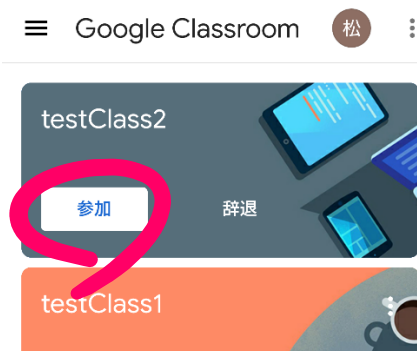 Google Classroom 松
testClass2
参加 辞退
testClass1